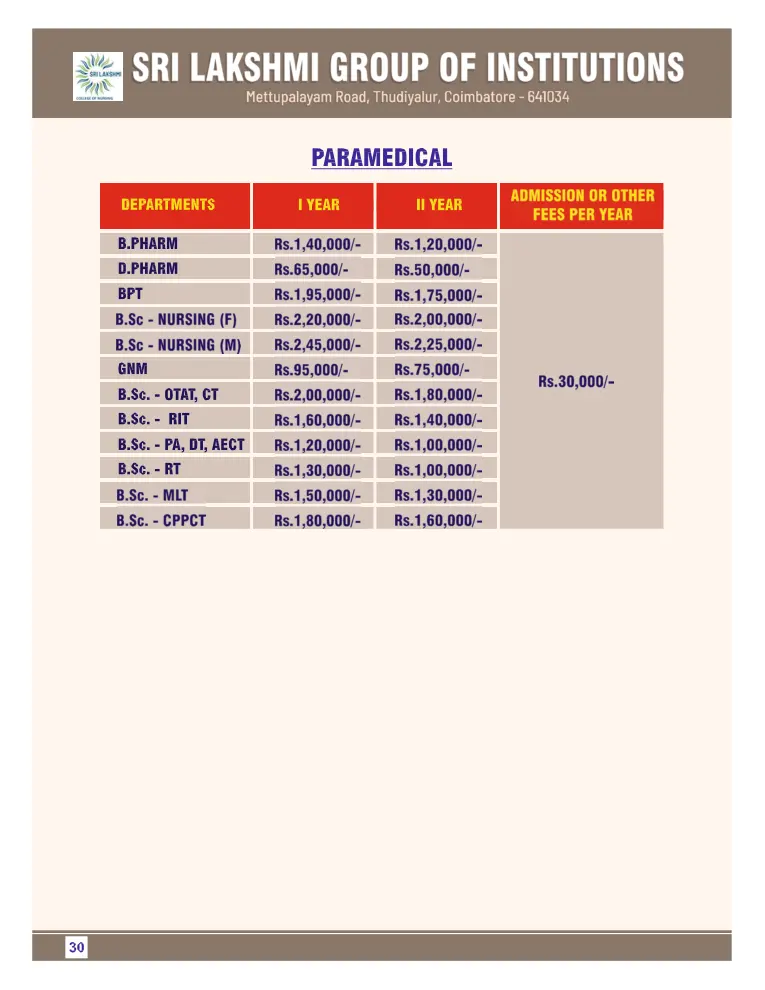 SRI LAKSHMI
COLLEGE OF NURSING
SRI LAKSHMI GROUP OF INSTITUTIONS
Mettupalayam Road, Thudiyalur, Coimbatore - 641034
PARAMEDICAL
DEPARTMENTS I YEAR II YEAR ADMISSION OR OTHER
FEES PER YEAR
B.PHARM Rs.1,40,000/- Rs.1,20,000/-
D.PHARM Rs.65,000/- Rs.50,000/-
BPT Rs.1,95,000/- Rs.1,75,000/-
B.Sc - NURSING (F) Rs.2,20,000/- Rs.2,00,000/-
B.Sc - NURSING (M) Rs.2,45,000/- Rs.2,25,000/-
GNM Rs.95,000/- Rs.75,000/-
Rs.30,000/-
B.Sc. - OTAT, CT Rs.2,00,000/- Rs.1,80,000/-
B.Sc. - RIT Rs.1,60,000/- Rs.1,40,000/-
B.Sc. - PA, DT, AECT Rs.1,20,000/- Rs.1,00,000/-
B.Sc. - RT Rs.1,30,000/- Rs.1,00,000/-
B.Sc. - MLT Rs.1,50,000/- Rs.1,30,000/-
B.Sc. - CPPCT Rs.1,80,000/- Rs.1,60,000/-
30